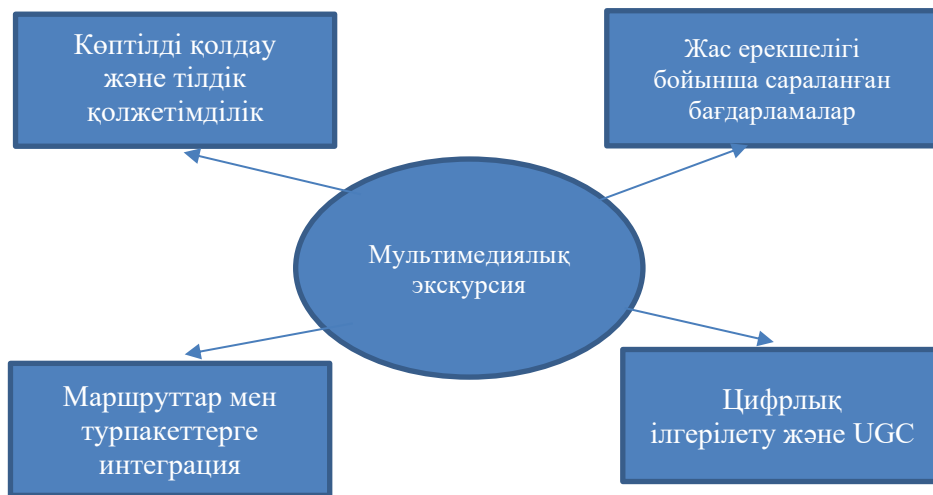 Көптілді қолдау
және тілдік
қолжетімділік
Жас ерекшелігі
бойынша сараланған
бағдарламалар
Мультимедиялық
экскурсия
Маршруттар мен
турпакеттерге
интеграция
Цифрлық
ілгерілету және UGC